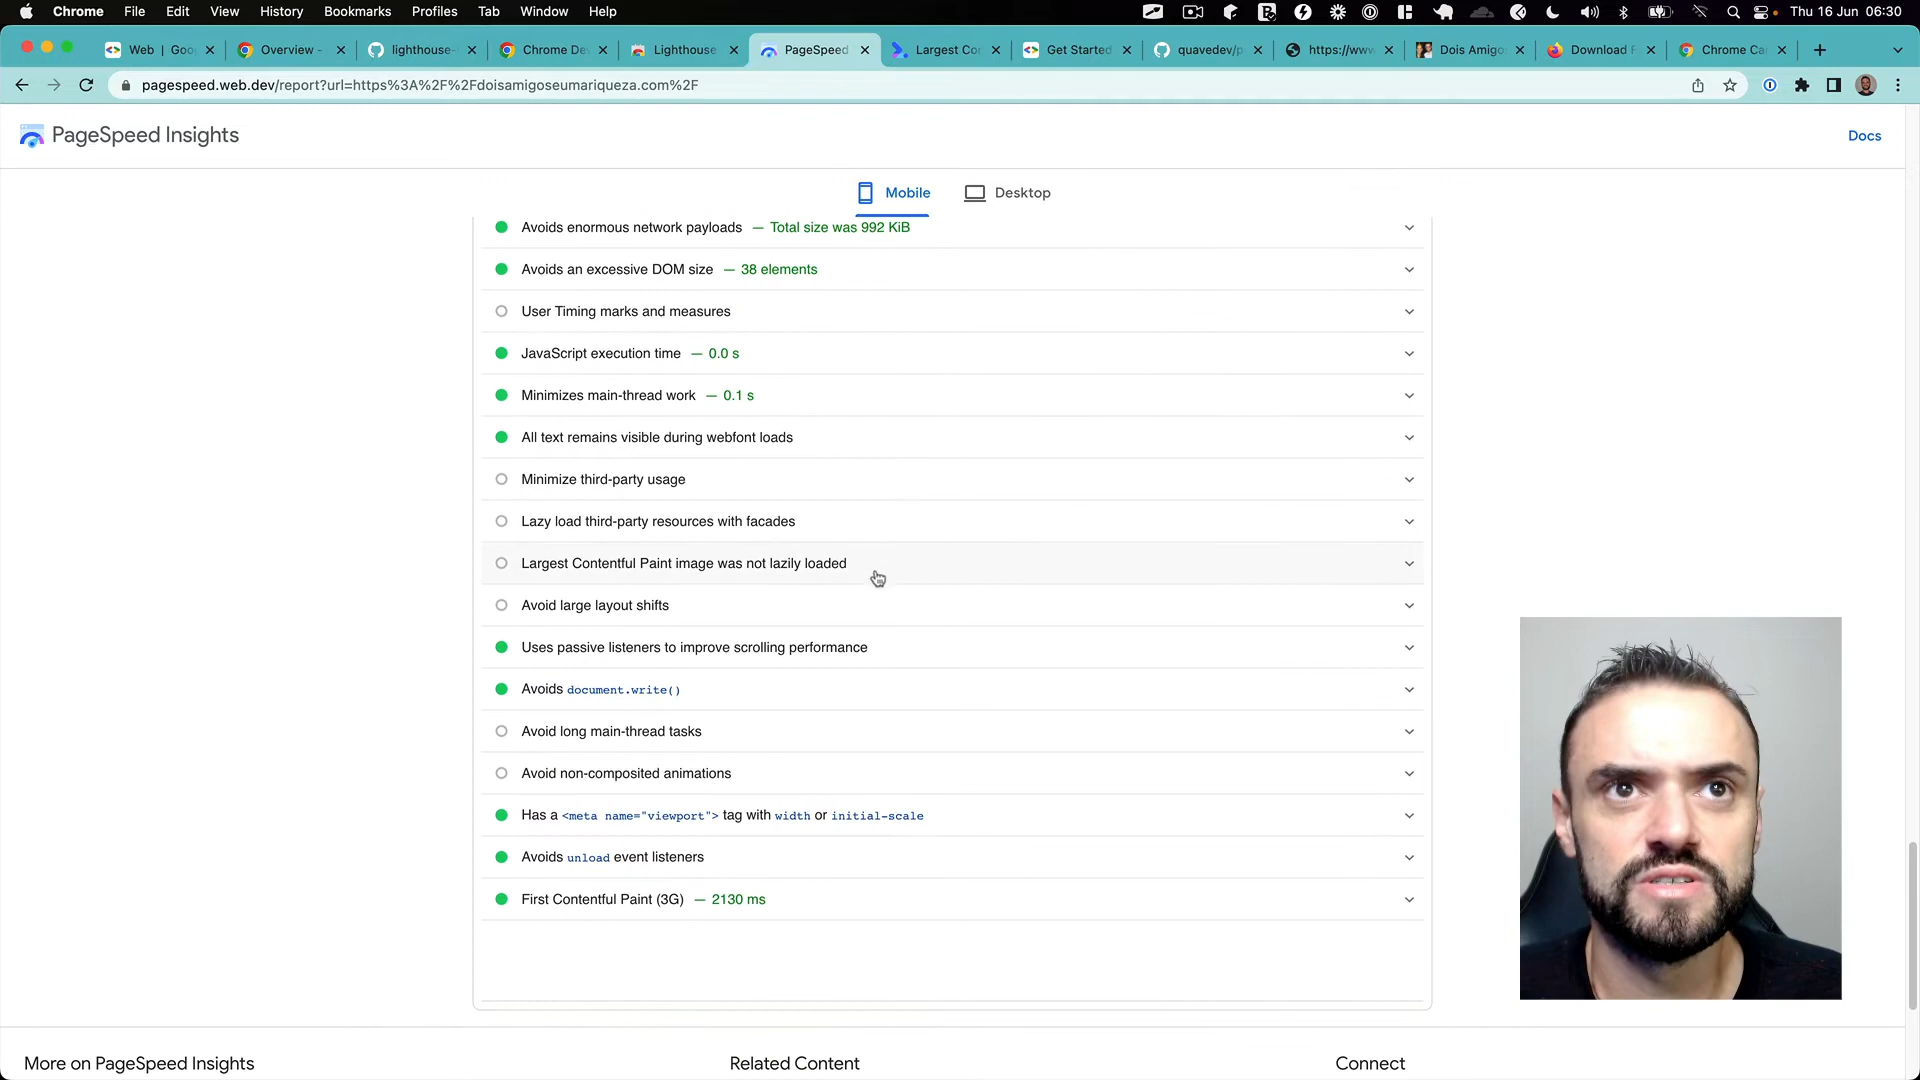 Chrome File Edit View History Bookmarks Profiles Tab Window Help Thu 16 Jun 06:30
Web | Goo Overview - lighthouse- Chrome De Lighthouse PageSpeed Largest Co Get Started quavedev/p https://www Dois Amigo Download F Chrome Ca
pagespeed.web.dev/report?url=https%3A%2F%2Fdoisamigoseumariqueza.com%2F
PageSpeed Insights Docs
Mobile Desktop
Avoids enormous network payloads — Total size was 992 KiB
Avoids an excessive DOM size — 38 elements
User Timing marks and measures
JavaScript execution time — 0.0 s
Minimizes main-thread work — 0.1 s
All text remains visible during webfont loads
Minimize third-party usage
Lazy load third-party resources with facades
Largest Contentful Paint image was not lazily loaded
Avoid large layout shifts
Uses passive listeners to improve scrolling performance
Avoids document.write()
Avoid long main-thread tasks
Avoid non-composited animations
Has a <meta name="viewport"> tag with width or initial-scale
Avoids unload event listeners
First Contentful Paint (3G) — 2130 ms
More on PageSpeed Insights Related Content Connect